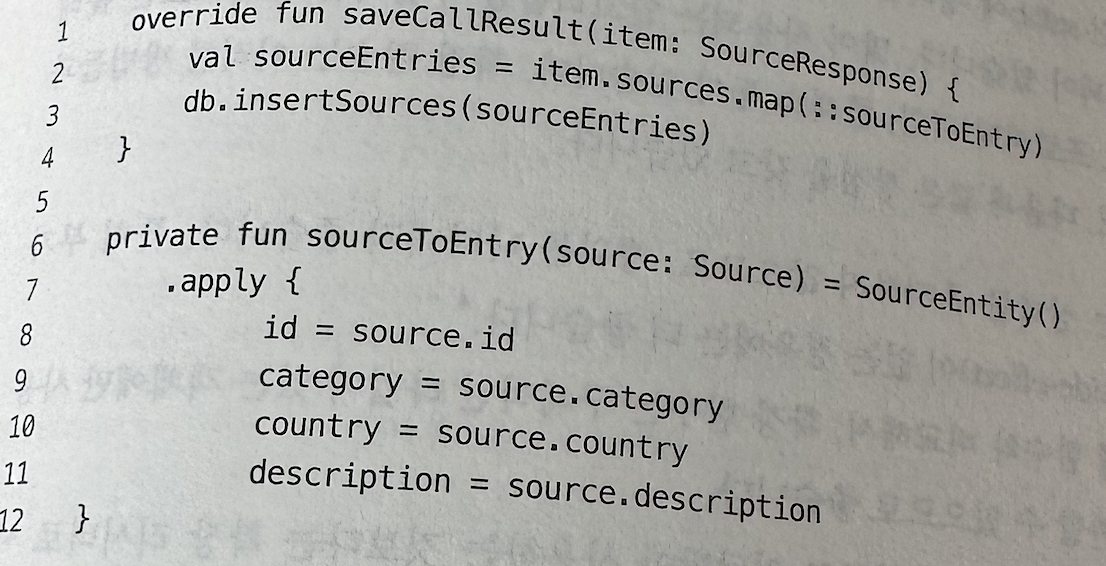 1 override fun saveCallResult(item: SourceResponse) {
2 val sourceEntries = item.sources.map(::sourceToEntry)
3 db.insertSources(sourceEntries)
4 }
5
6 private fun sourceToEntry(source: Source) = SourceEntity()
7 .apply {
8 id = source.id
9 category = source.category
10 country = source.country
11 description = source.description
12 }